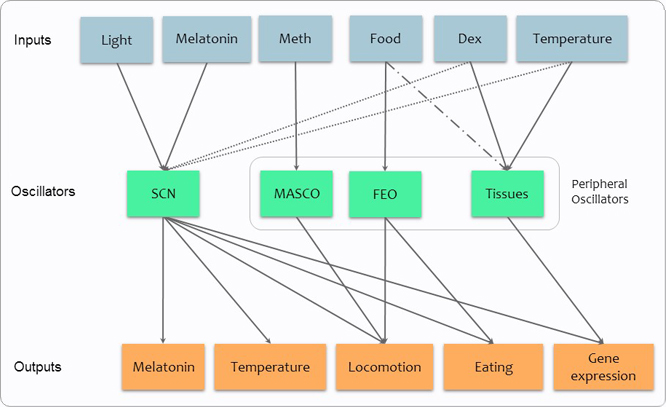 Inputs
Light
Melatonin
Meth
Food
Dex
Temperature
Oscillators
SCN
MASCO
FEO
Tissues
Peripheral
Oscillators
Outputs
Melatonin
Temperature
Locomotion
Eating
Gene
expression